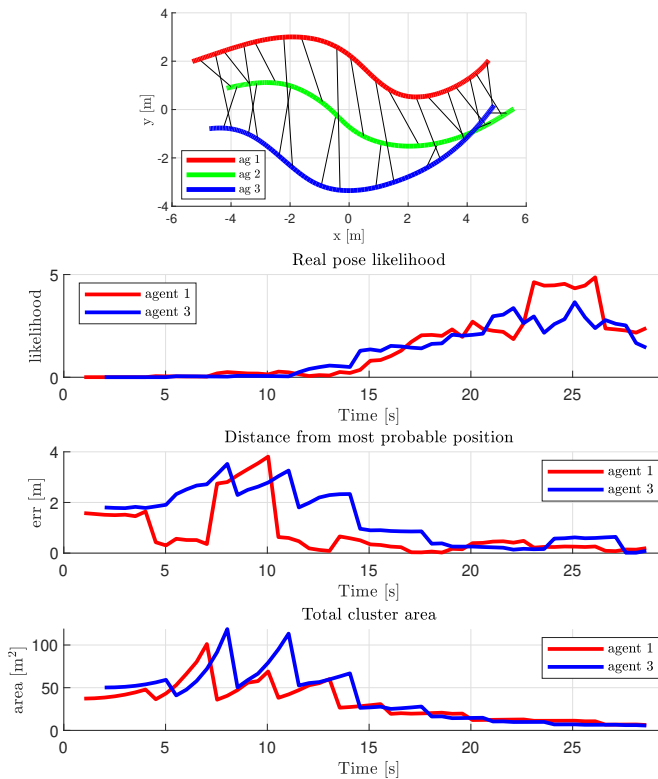 4
2
0
-2
-4
y [m]
ag 1
ag 2
ag 3
-6 -4 -2 0 2 4 6
x [m]
Real pose likelihood
5
0
likelihood
agent 1
agent 3
0 5 10 15 20 25
Time [s]
Distance from most probable position
4
2
0
err [m]
agent 1
agent 3
0 5 10 15 20 25
Time [s]
Total cluster area
100
50
0
area [m²]
agent 1
agent 3
0 5 10 15 20 25
Time [s]